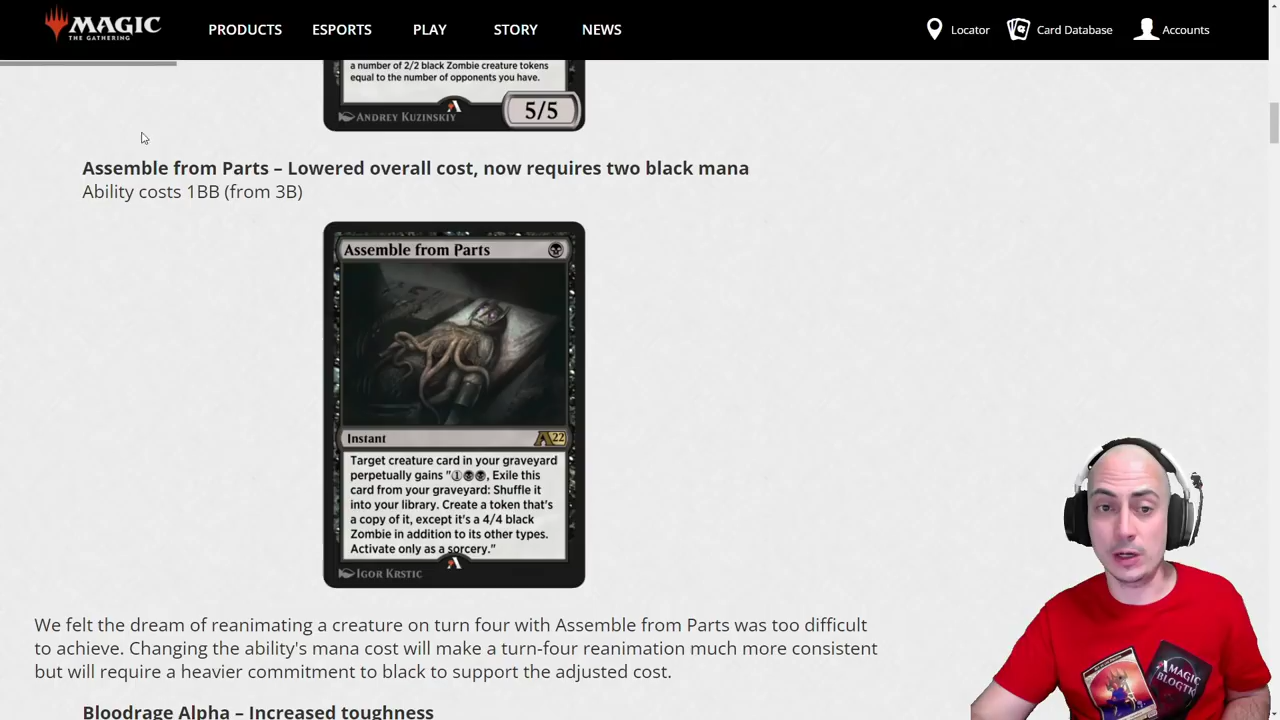 MAGIC
THE GATHERING
PRODUCTS
ESPORTS
PLAY
STORY
NEWS
Locator
Card Database
Accounts
a number of 2/2 black Zombie creature tokens
equal to the number of opponents you have.
ANDREY KUZINSKIY
5/5
Assemble from Parts – Lowered overall cost, now requires two black mana
Ability costs 1BB (from 3B)
Assemble from Parts
Instant
A22
Target creature card in your graveyard
perpetually gains "1, Exile this
card from your graveyard: Shuffle it
into your library. Create a token that's
a copy of it, except it's a 4/4 black
Zombie in addition to its other types.
Activate only as a sorcery."
IGOR KRSTIC
We felt the dream of reanimating a creature on turn four with Assemble from Parts was too difficult
to achieve. Changing the ability's mana cost will make a turn-four reanimation much more consistent
but will require a heavier commitment to black to support the adjusted cost.
Bloodrage Alpha – Increased toughness
AMAGIC
BLOGTK